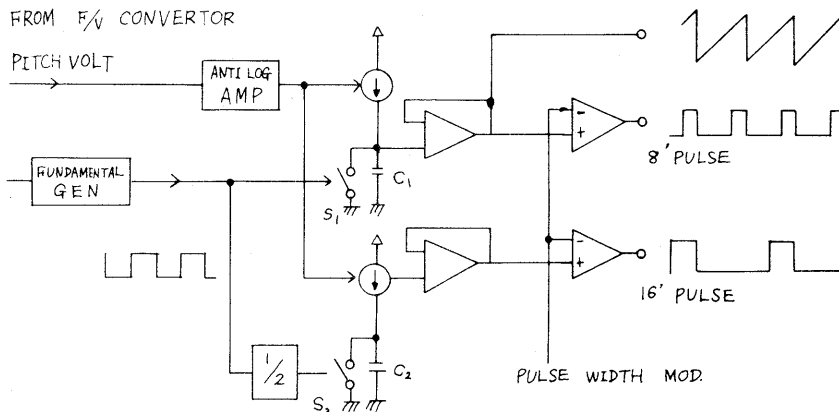 FROM F/V CONVERTOR
PITCH VOLT
ANTI LOG
AMP
FUNDAMENTAL
GEN
S1
C1
8' PULSE
16' PULSE
1/2
C2
PULSE WIDTH MOD.